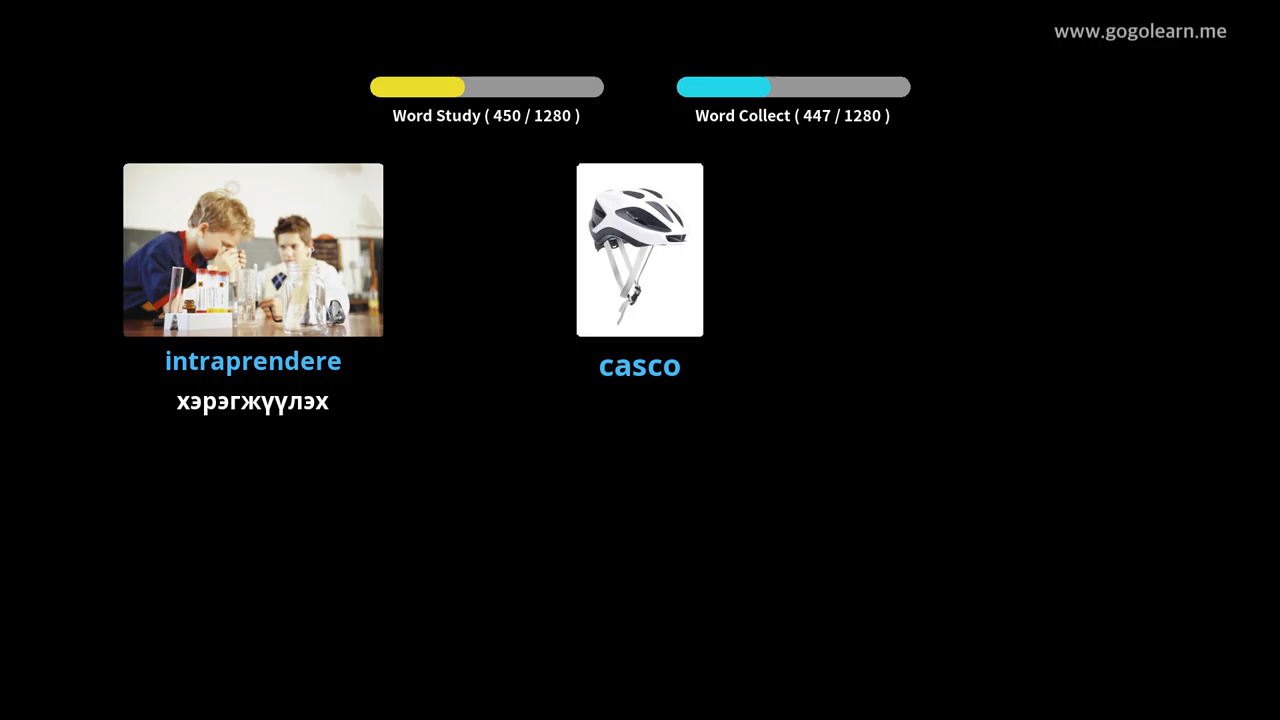 www.gogolearn.me
Word Study ( 450 / 1280 )
Word Collect ( 447 / 1280 )
intraprendere
хэрэгжүүлэх
casco